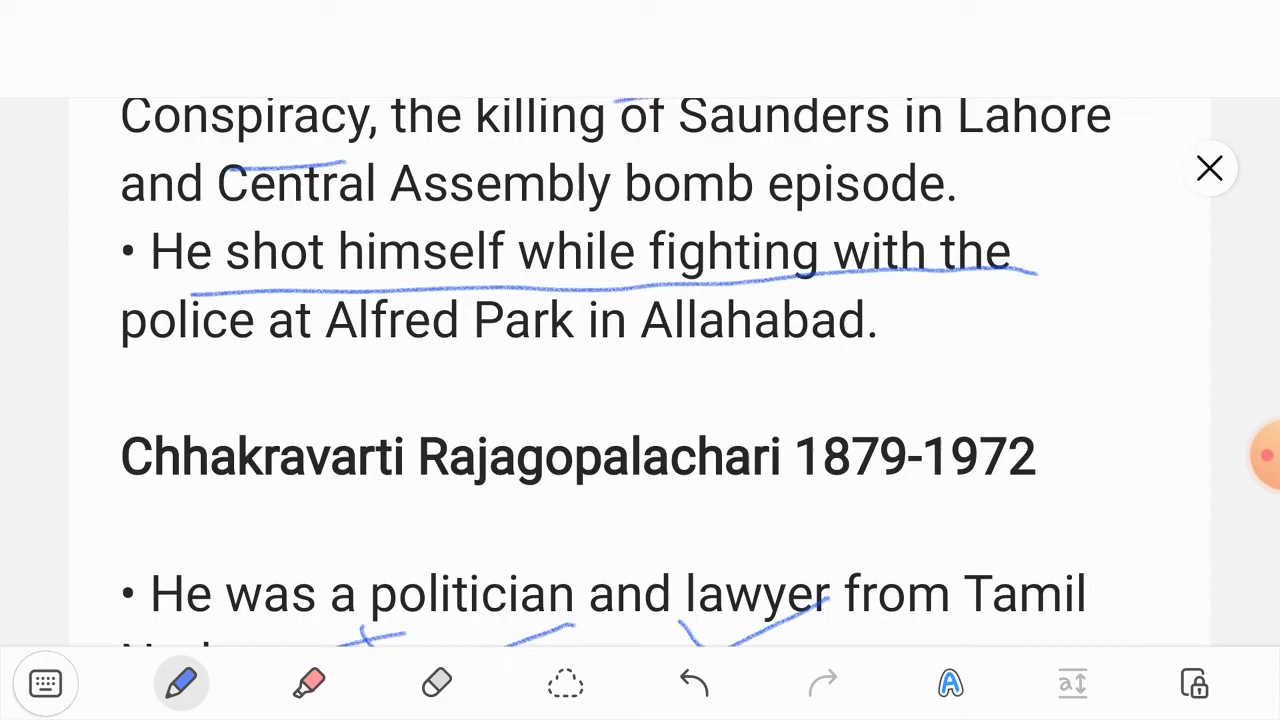 Conspiracy, the killing of Saunders in Lahore
and Central Assembly bomb episode.
• He shot himself while fighting with the
police at Alfred Park in Allahabad.
Chhakravarti Rajagopalachari 1879-1972
• He was a politician and lawyer from Tamil